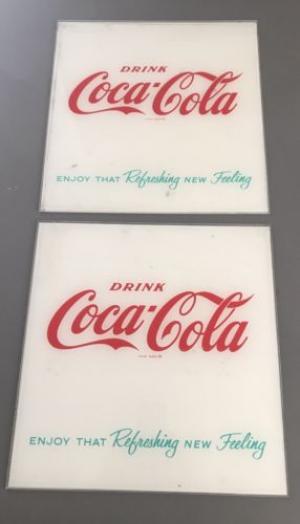 DRINK
Coca-Cola
ENJOY THAT Refreshing NEW Feeling
DRINK
Coca-Cola
ENJOY THAT Refreshing NEW Feeling